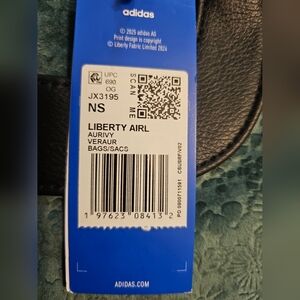 adidas
© 2025 adidas AG
Print design is copyright
© Liberty Fabric Limited 2024
UPC
690
OG
JX3195
NS
SCAN ME
LIBERTY AIRL
AURIVY
VERAUR
BAGS/SACS
1 97623 08413 2
ADIDAS.COM